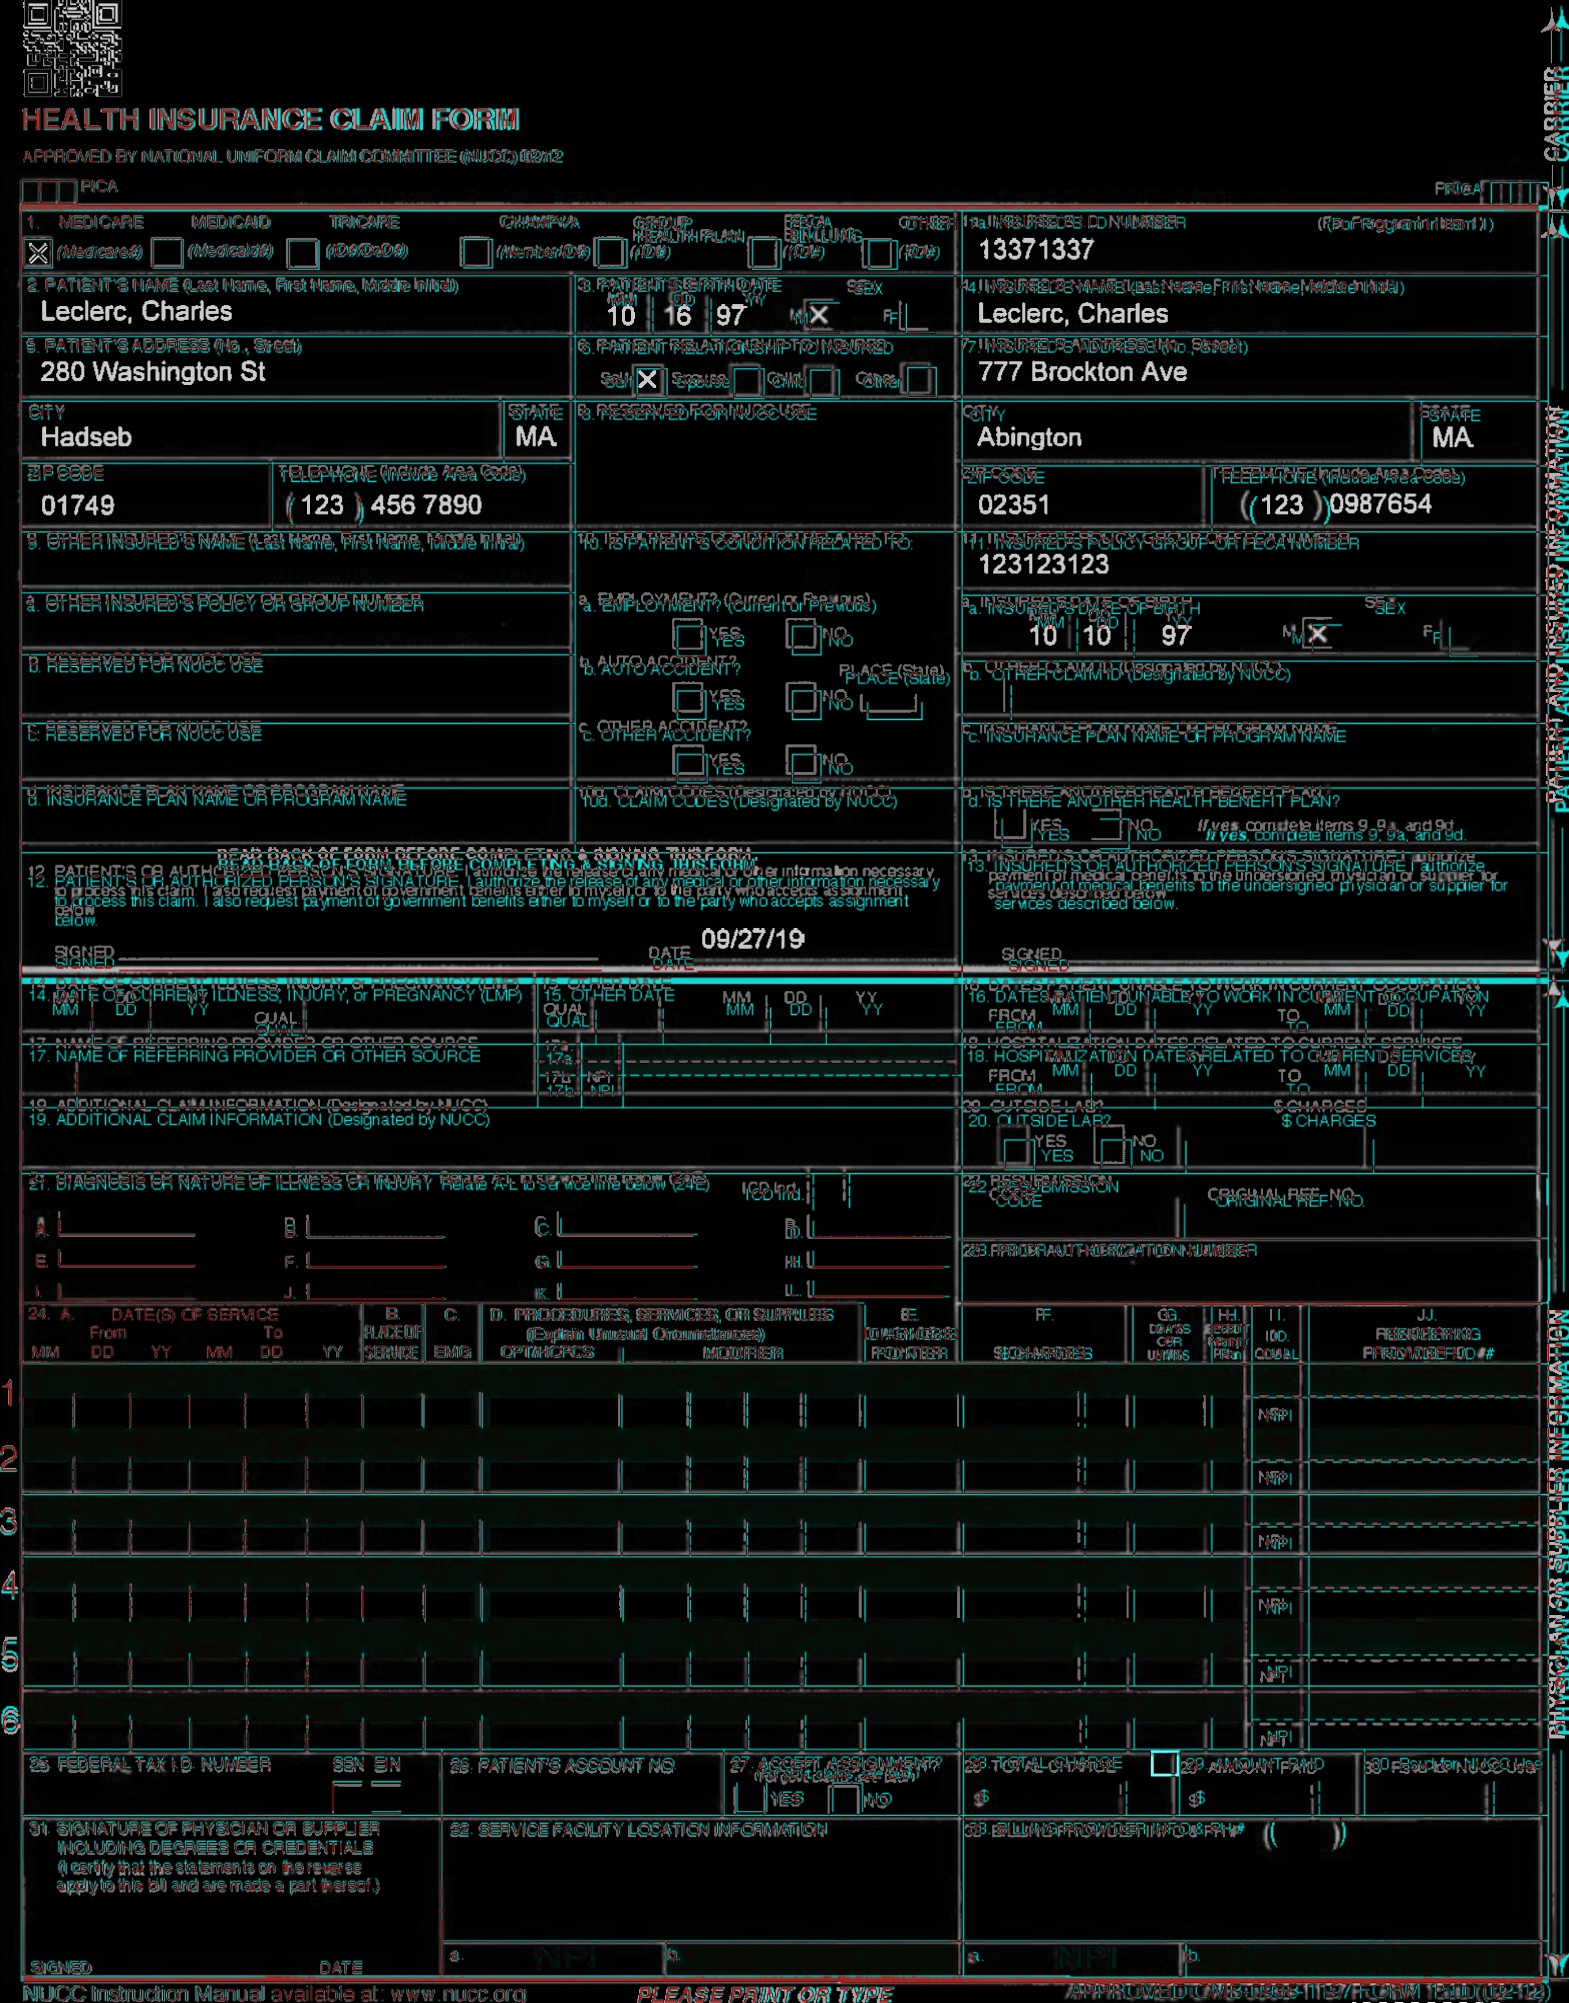 HEALTH INSURANCE CLAIM FORM
APPROVED BY NATIONAL UNIFORM CLAIM COMMITTEE (NUCC) 02/12
CARRIER
PICA
PICA
1. MEDICARE MEDICAID TRICARE CHAMPVA GROUP HEALTH PLAN FECA BLK LUNG OTHER
(Medicare#) (Medicaid#) (ID#/DoD#) (Member ID#) (ID#) (ID#) (ID#)
1a. INSURED'S I.D. NUMBER (For Program in Item 1)
13371337
2. PATIENT'S NAME (Last Name, First Name, Middle Initial)
Leclerc, Charles
3. PATIENT'S BIRTH DATE SEX
MM DD YY
10 16 97 M X F
4. INSURED'S NAME (Last Name, First Name, Middle Initial)
Leclerc, Charles
5. PATIENT'S ADDRESS (No., Street)
280 Washington St
6. PATIENT RELATIONSHIP TO INSURED
Self X Spouse Child Other
7. INSURED'S ADDRESS (No., Street)
777 Brockton Ave
CITY STATE
Hadseb MA
8. RESERVED FOR NUCC USE
CITY STATE
Abington MA
ZIP CODE TELEPHONE (Include Area Code)
01749 ( 123 ) 456 7890
ZIP CODE TELEPHONE (Include Area Code)
02351 ( 123 ) 0987654
9. OTHER INSURED'S NAME (Last Name, First Name, Middle Initial)
10. IS PATIENT'S CONDITION RELATED TO:
11. INSURED'S POLICY GROUP OR FECA NUMBER
123123123
a. OTHER INSURED'S POLICY OR GROUP NUMBER
a. EMPLOYMENT? (Current or Previous)
YES NO
a. INSURED'S DATE OF BIRTH SEX
MM DD YY
10 10 97 M X F
b. RESERVED FOR NUCC USE
b. AUTO ACCIDENT? PLACE (State)
YES NO
b. OTHER CLAIM ID (Designated by NUCC)
c. RESERVED FOR NUCC USE
c. OTHER ACCIDENT?
YES NO
c. INSURANCE PLAN NAME OR PROGRAM NAME
d. INSURANCE PLAN NAME OR PROGRAM NAME
10d. CLAIM CODES (Designated by NUCC)
d. IS THERE ANOTHER HEALTH BENEFIT PLAN?
YES NO If yes, complete items 9, 9a, and 9d.
READ BACK OF FORM BEFORE COMPLETING & SIGNING THIS FORM.
12. PATIENT'S OR AUTHORIZED PERSON'S SIGNATURE I authorize the release of any medical or other information necessary
to process this claim. I also request payment of government benefits either to myself or to the party who accepts assignment
below.
SIGNED DATE 09/27/19
13. INSURED'S OR AUTHORIZED PERSON'S SIGNATURE I authorize
payment of medical benefits to the undersigned physician or supplier for
services described below.
SIGNED
PATIENT AND INSURED INFORMATION
14. DATE OF CURRENT ILLNESS, INJURY, or PREGNANCY (LMP)
MM DD YY QUAL.
15. OTHER DATE
QUAL. MM DD YY
16. DATES PATIENT UNABLE TO WORK IN CURRENT OCCUPATION
MM DD YY MM DD YY
FROM TO
17. NAME OF REFERRING PROVIDER OR OTHER SOURCE
17a.
17b. NPI
18. HOSPITALIZATION DATES RELATED TO CURRENT SERVICES
MM DD YY MM DD YY
FROM TO
19. ADDITIONAL CLAIM INFORMATION (Designated by NUCC)
20. OUTSIDE LAB? $ CHARGES
YES NO
21. DIAGNOSIS OR NATURE OF ILLNESS OR INJURY Relate A-L to service line below (24E) ICD Ind.
A. B. C. D.
E. F. G. H.
I. J. K. L.
22. RESUBMISSION CODE ORIGINAL REF. NO.
23. PRIOR AUTHORIZATION NUMBER
24. A. DATE(S) OF SERVICE B. C. D. PROCEDURES, SERVICES, OR SUPPLIES E. F. G. H. I. J.
From To PLACE OF (Explain Unusual Circumstances) DIAGNOSIS DAYS OR ID. RENDERING
MM DD YY MM DD YY SERVICE EMG CPT/HCPCS MODIFIER POINTER $ CHARGES UNITS QUAL. PROVIDER ID. #
1 NPI
2 NPI
3 NPI
4 NPI
5 NPI
6 NPI
PHYSICIAN OR SUPPLIER INFORMATION
25. FEDERAL TAX I.D. NUMBER SSN EIN
26. PATIENT'S ACCOUNT NO.
27. ACCEPT ASSIGNMENT?
(For govt. claims, see back)
YES NO
28. TOTAL CHARGE
$
29. AMOUNT PAID
$
30. Rsvd for NUCC Use
31. SIGNATURE OF PHYSICIAN OR SUPPLIER
INCLUDING DEGREES OR CREDENTIALS
(I certify that the statements on the reverse
apply to this bill and are made a part thereof.)
SIGNED DATE
32. SERVICE FACILITY LOCATION INFORMATION
a. NPI b.
33. BILLING PROVIDER INFO & PH # ( )
a. NPI b.
NUCC Instruction Manual available at: www.nucc.org
PLEASE PRINT OR TYPE
APPROVED OMB-0938-1197 FORM 1500 (02-12)